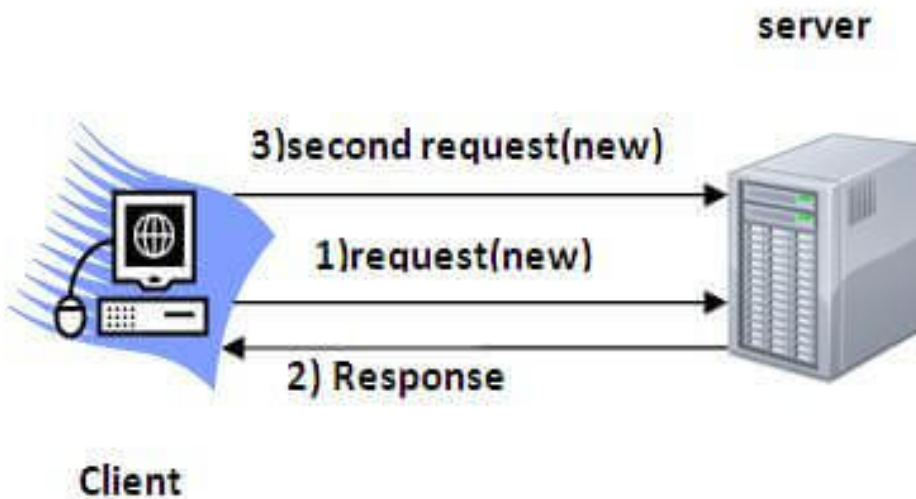 server
3)second request(new)
1)request(new)
2) Response
Client